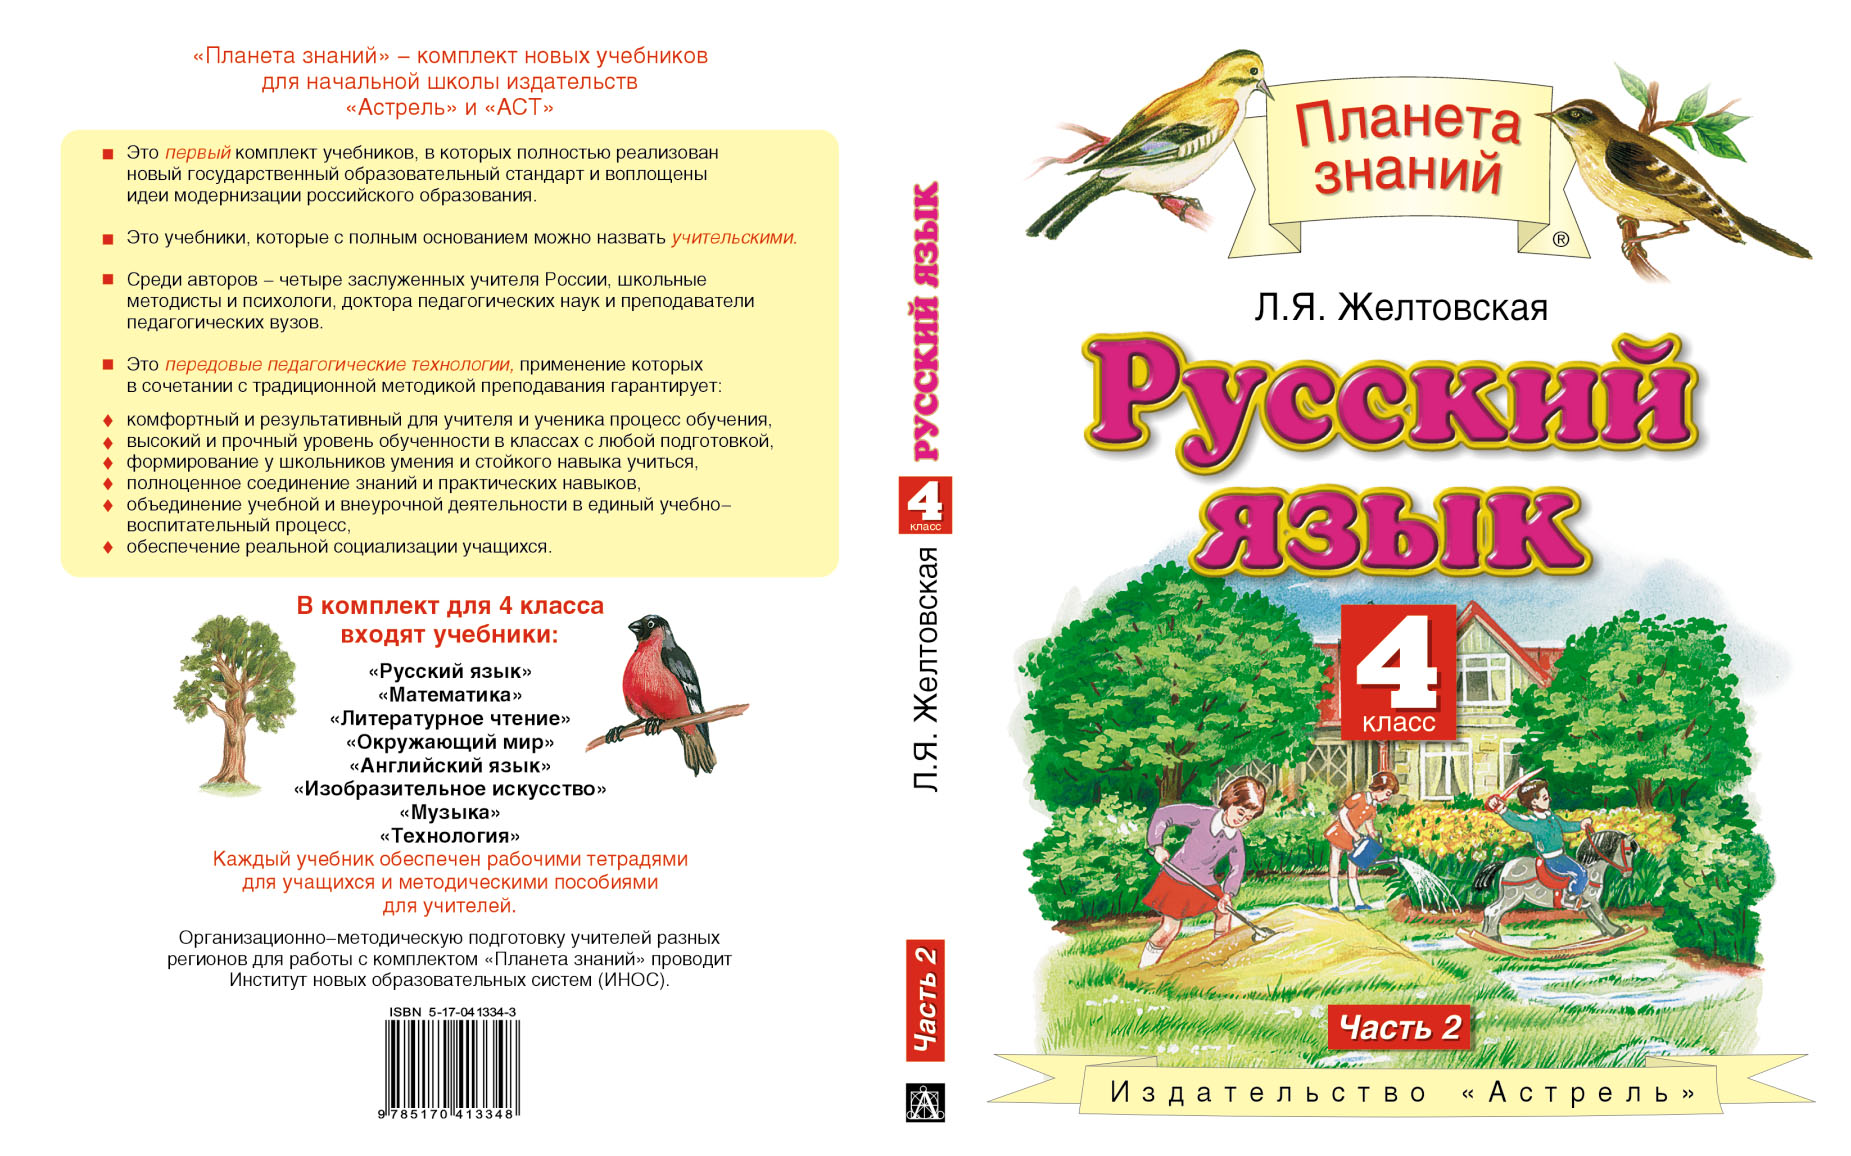 «Планета знаний» – комплект новых учебников
для начальной школы издательств
«Астрель» и «АСТ»
Это первый комплект учебников, в которых полностью реализован
новый государственный образовательный стандарт и воплощены
идеи модернизации российского образования.
Это учебники, которые с полным основанием можно назвать учительскими.
Среди авторов – четыре заслуженных учителя России, школьные
методисты и психологи, доктора педагогических наук и преподаватели
педагогических вузов.
Это передовые педагогические технологии, применение которых
в сочетании с традиционной методикой преподавания гарантирует:
комфортный и результативный для учителя и ученика процесс обучения,
высокий и прочный уровень обученности в классах с любой подготовкой,
формирование у школьников умения и стойкого навыка учиться,
полноценное соединение знаний и практических навыков,
объединение учебной и внеурочной деятельности в единый учебно–
воспитательный процесс,
обеспечение реальной социализации учащихся.
В комплект для 4 класса
входят учебники:
«Русский язык»
«Математика»
«Литературное чтение»
«Окружающий мир»
«Английский язык»
«Изобразительное искусство»
«Музыка»
«Технология»
Каждый учебник обеспечен рабочими тетрадями
для учащихся и методическими пособиями
для учителей.
Организационно–методическую подготовку учителей разных
регионов для работы с комплектом «Планета знаний» проводит
Институт новых образовательных систем (ИНОС).
ISBN 5-17-041334-3
9 785170 413348
РУССКИЙ ЯЗЫК
4
класс
Л.Я. Желтовская
Часть 2
Планета
знаний
®
Л.Я. Желтовская
Русский
язык
4
класс
Часть 2
Издательство «Астрель»